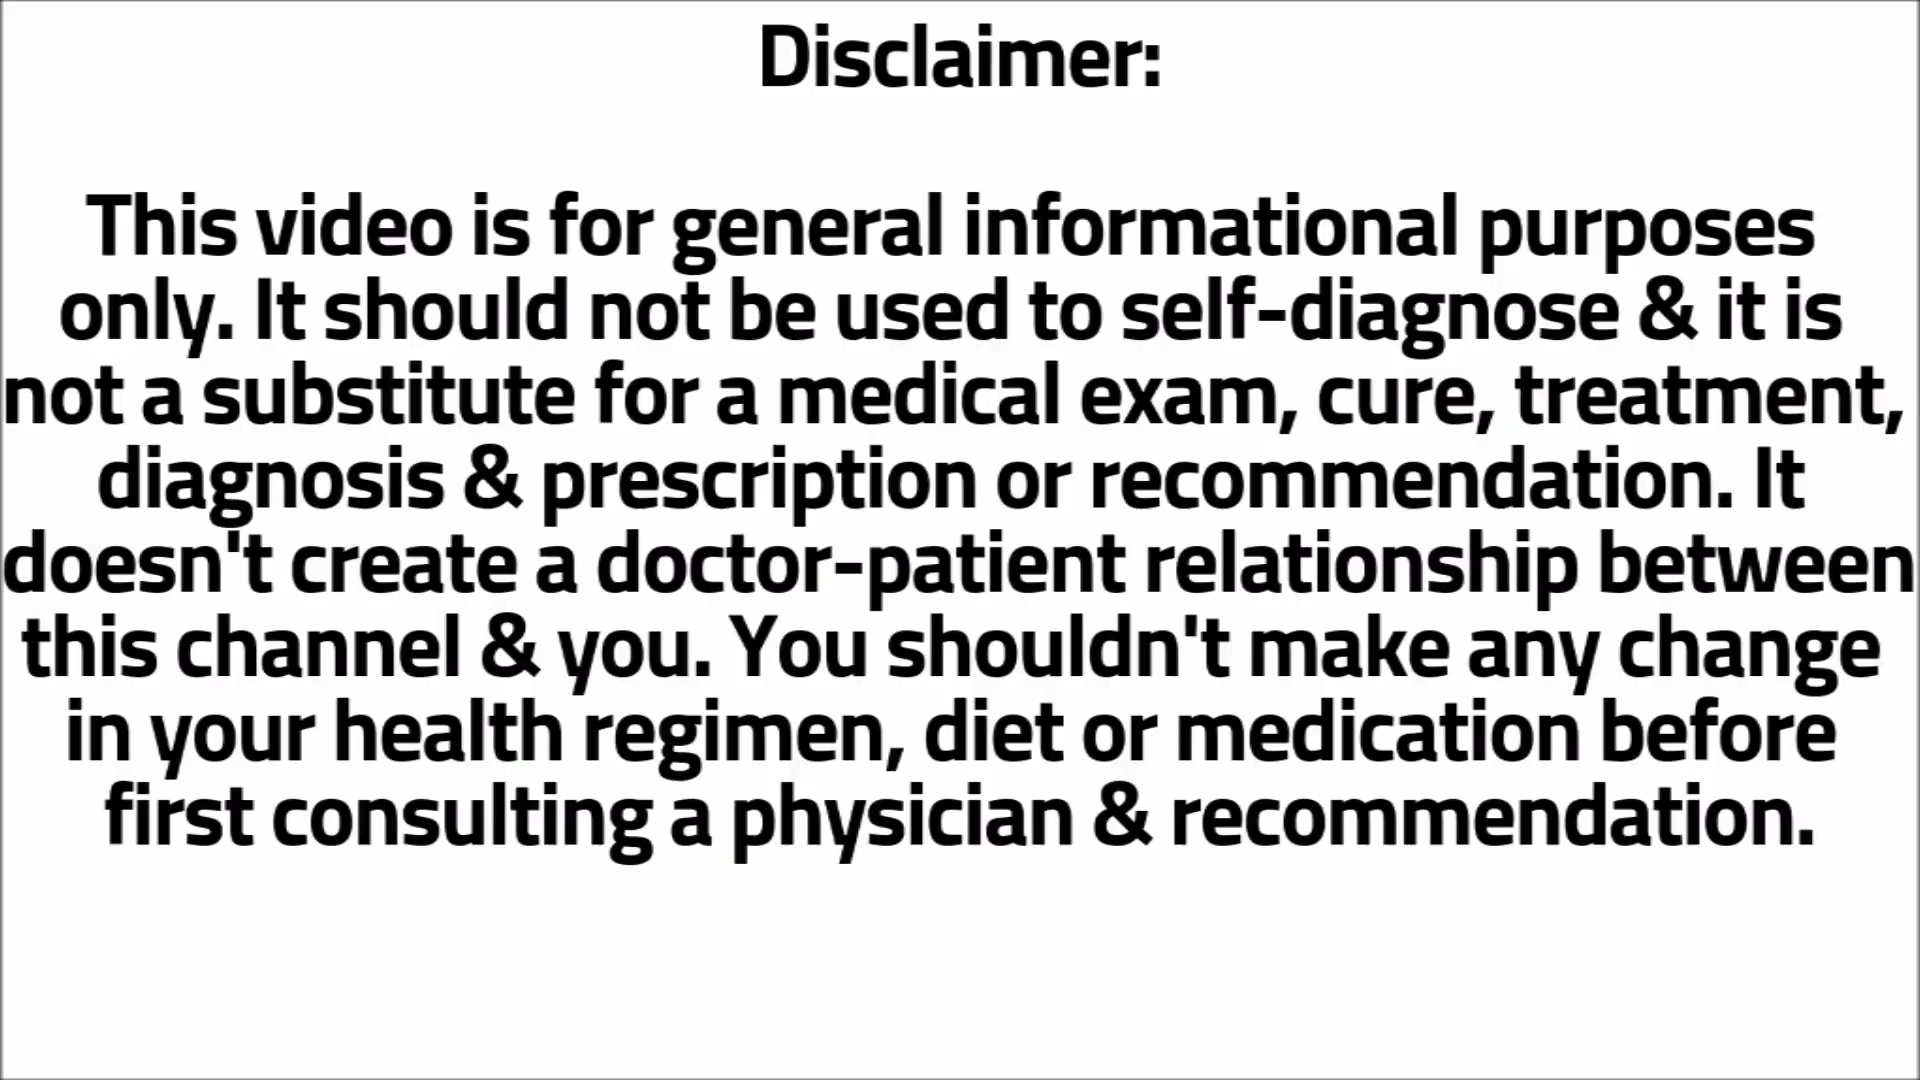 Disclaimer:
This video is for general informational purposes
only. It should not be used to self-diagnose & it is
not a substitute for a medical exam, cure, treatment,
diagnosis & prescription or recommendation. It
doesn't create a doctor-patient relationship between
this channel & you. You shouldn't make any change
in your health regimen, diet or medication before
first consulting a physician & recommendation.